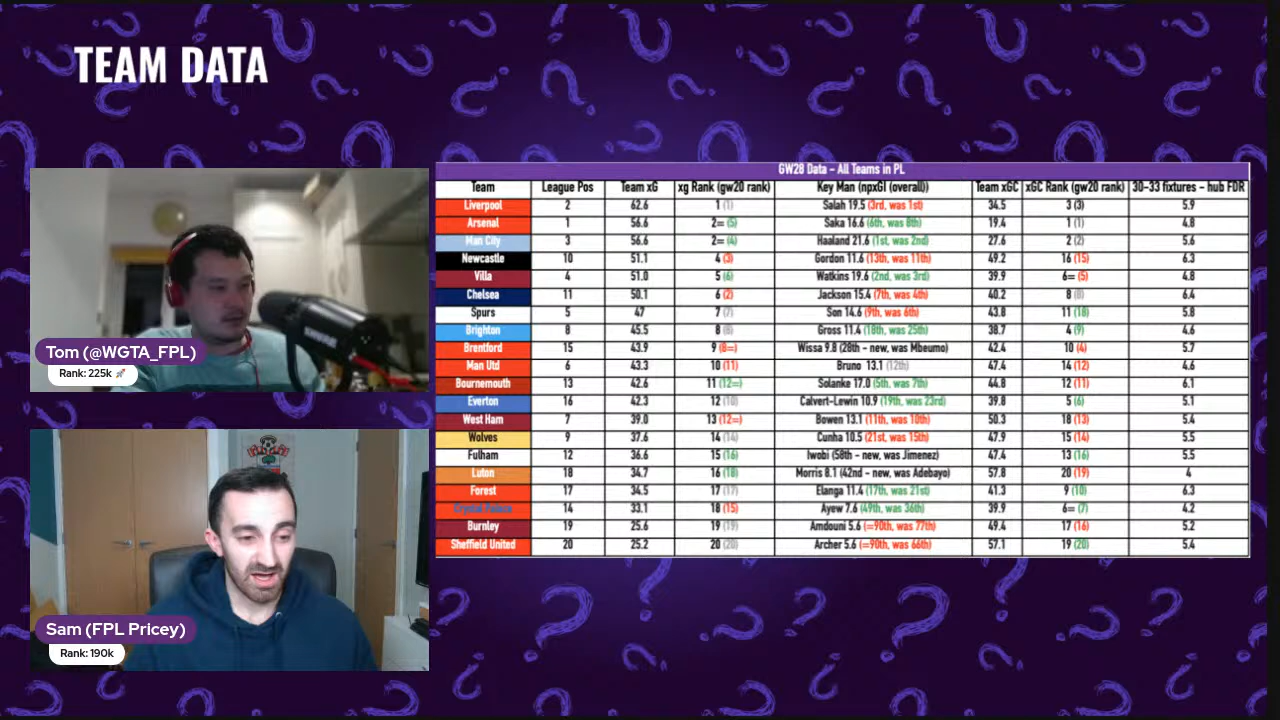 TEAM DATA
GW28 Data - All Teams in PL
Team League Pos Team xG xg Rank (gw20 rank) Key Man (npxGI (overall) Team xGC xGC Rank (gw20 rank) 30-33 fixtures - hub FDR
Liverpool 2 62.6 1 (1) Salah 19.5 (3rd, was 1st) 34.5 3 (3) 5.9
Arsenal 1 56.6 2= (5) Saka 16.6 (6th, was 8th) 19.4 1 (1) 4.8
Man City 3 56.6 2= (4) Haaland 21.6 (1st, was 2nd) 27.6 2 (2) 5.6
Newcastle 10 51.1 4 (3) Gordon 11.6 (13th, was 11th) 49.2 16 (15) 6.3
Villa 4 51.0 5 (6) Watkins 19.6 (2nd, was 3rd) 39.9 6= (5) 4.8
Chelsea 11 50.1 6 (2) Jackson 15.4 (7th, was 4th) 40.2 8 (8) 6.4
Spurs 5 47 7 (7) Son 14.6 (9th, was 6th) 43.8 11 (18) 5.8
Brighton 8 45.5 8 (8) Gross 11.4 (18th, was 25th) 38.7 4 (9) 4.6
Brentford 15 43.9 9 (8=) Wissa 9.8 (28th - new, was Mbeumo) 42.4 10 (4) 5.7
Man Utd 6 43.3 10 (11) Bruno 13.1 (12th) 47.4 14 (12) 4.6
Bournemouth 13 42.6 11 (12=) Solanke 17.0 (5th, was 7th) 44.8 12 (11) 6.1
Everton 16 42.3 12 (10) Calvert-Lewin 10.9 (19th, was 23rd) 39.8 5 (6) 5.1
West Ham 7 39.0 13 (12=) Bowen 13.1 (11th, was 10th) 50.3 18 (13) 5.4
Wolves 9 37.6 14 (14) Cunha 10.5 (21st, was 15th) 47.9 15 (14) 5.5
Fulham 12 36.6 15 (16) Iwobi (58th - new, was Jimenez) 47.4 13 (16) 5.5
Luton 18 34.7 16 (18) Morris 8.1 (42nd - new, was Adebayo) 57.8 20 (19) 4
Forest 17 34.5 17 (17) Elanga 11.4 (17th, was 21st) 41.3 9 (10) 6.3
Crystal Palace 14 33.1 18 (15) Ayew 7.6 (49th, was 36th) 39.9 6= (7) 4.2
Burnley 19 25.6 19 (19) Amdouni 5.6 (=90th, was 77th) 49.4 17 (16) 5.2
Sheffield United 20 25.2 20 (20) Archer 5.6 (=90th, was 66th) 57.1 19 (20) 5.4
Tom (@WGTA_FPL)
Rank: 225k 🚀
Sam (FPL Pricey)
Rank: 190k